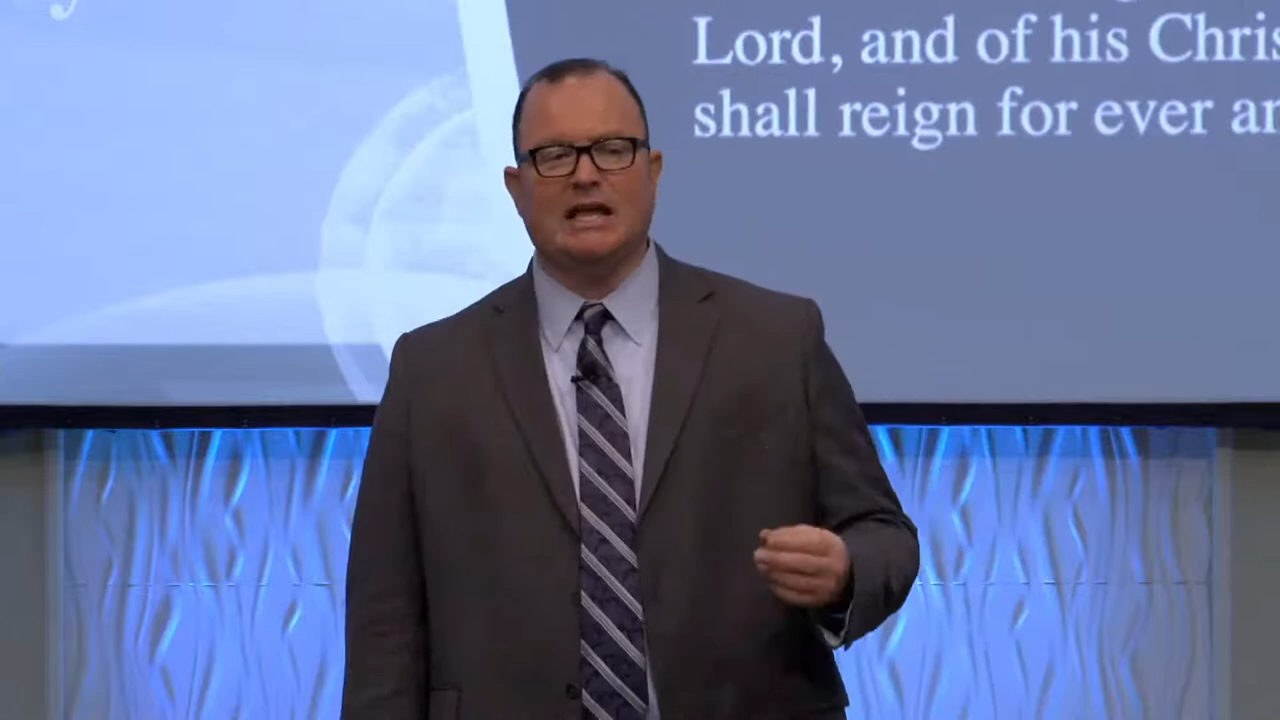 Lord, and of his Chris
shall reign for ever an